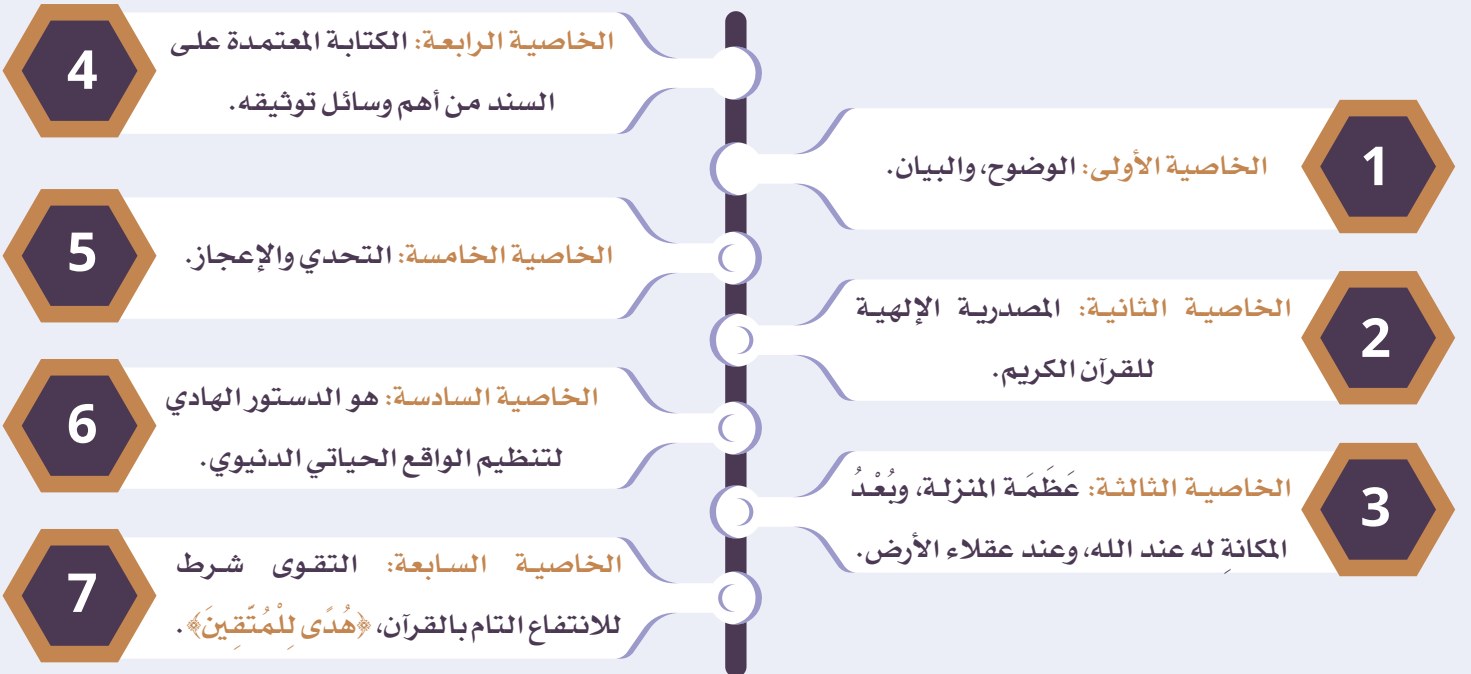 1
الخاصية الأولى: الوضوح، والبيان.
2
الخاصية الثانية: المصدرية الإلهية
للقرآن الكريم.
3
الخاصية الثالثة: عَظَمَة المنزلة، وبُعْدُ
المكانةِ له عند الله، وعند عقلاء الأرض.
4
الخاصية الرابعة: الكتابة المعتمدة على
السند من أهم وسائل توثيقه.
5
الخاصية الخامسة: التحدي والإعجاز.
6
الخاصية السادسة: هو الدستور الهادي
لتنظيم الواقع الحياتي الدنيوي.
7
الخاصية السابعة: التقوى شرط
للانتفاع التام بالقرآن، ﴿هُدًى لِلْمُتَّقِينَ﴾.